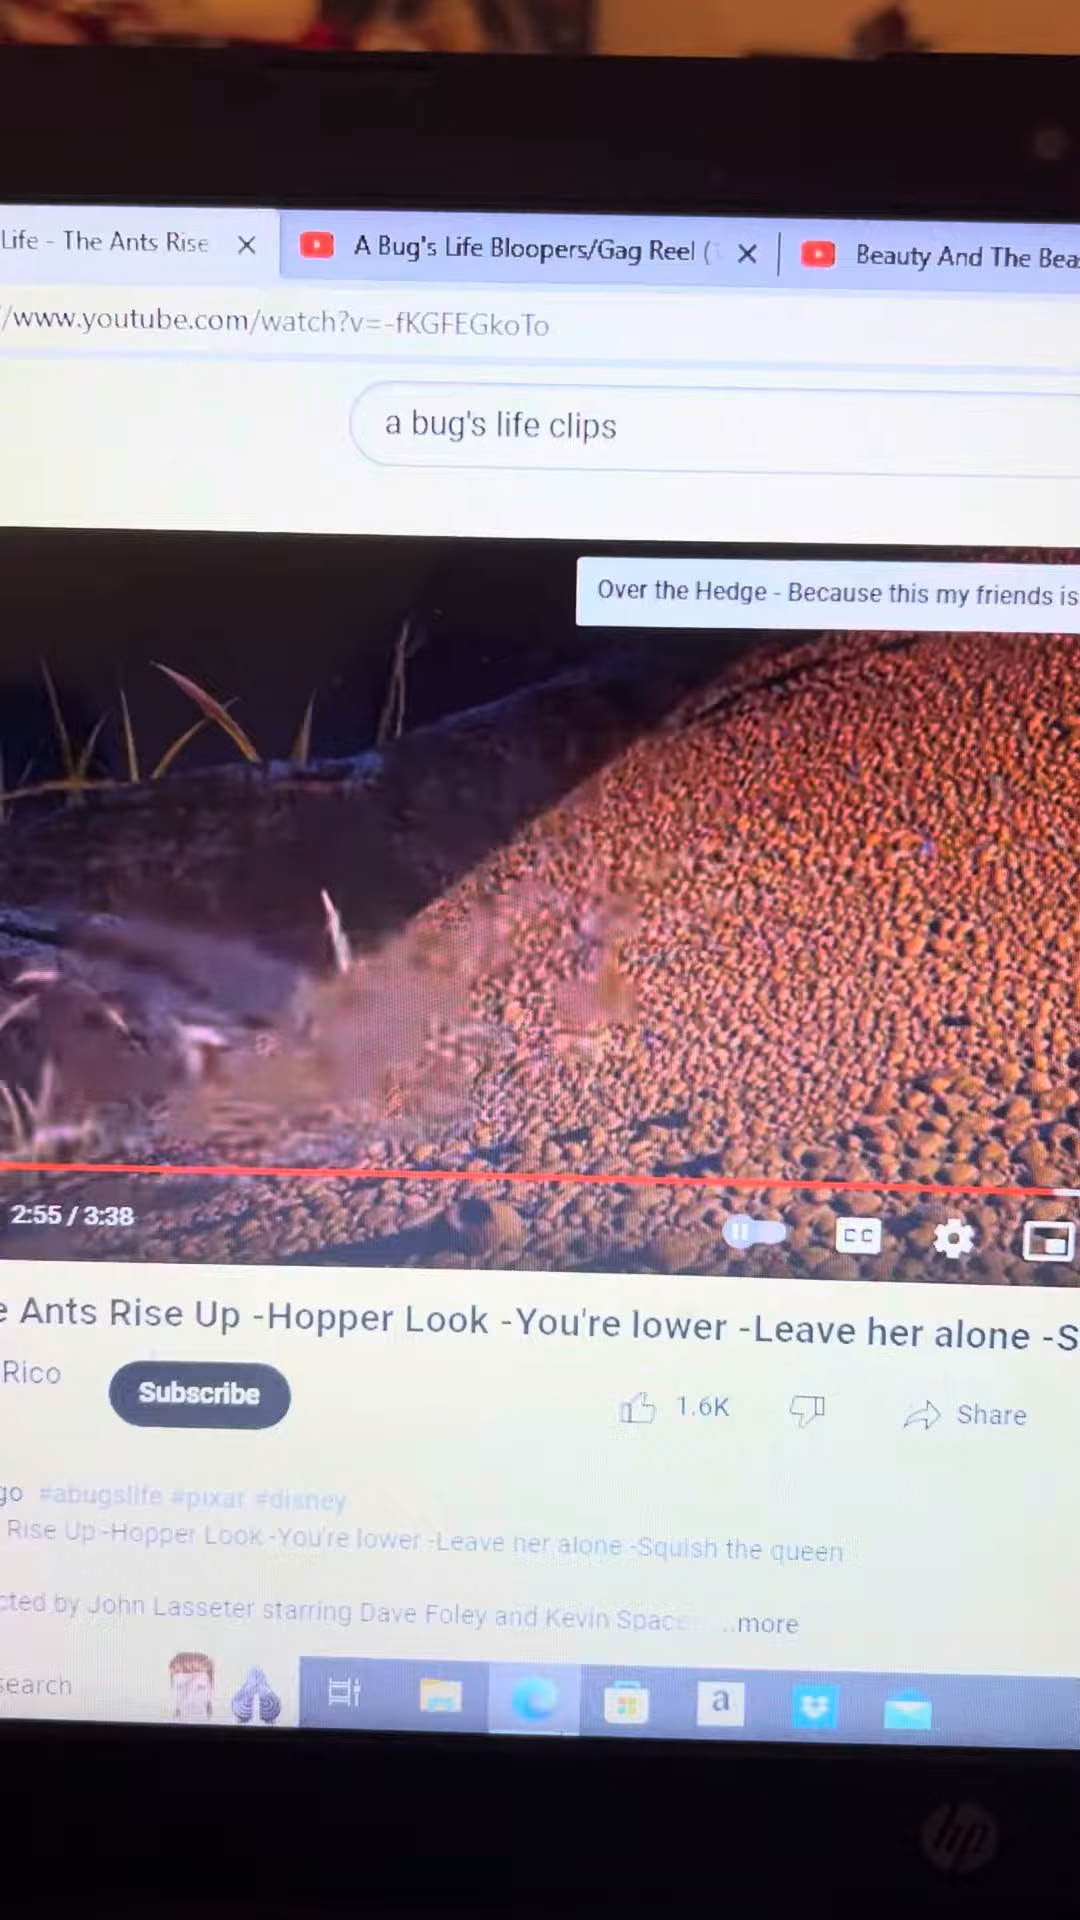 Life - The Ants Rise
A Bug's Life Bloopers/Gag Reel (
Beauty And The Bea
/www.youtube.com/watch?v=-fKGFEGkoTo
a bug's life clips
Over the Hedge - Because this my friends is
2:55 / 3:38
CC
e Ants Rise Up -Hopper Look -You're lower -Leave her alone -S
Rico
Subscribe
1.6K
Share
go #abugslife #pixar #disney
Rise Up -Hopper Look -You're lower -Leave her alone -Squish the queen
cted by John Lasseter starring Dave Foley and Kevin Space ...more
search
a
hp